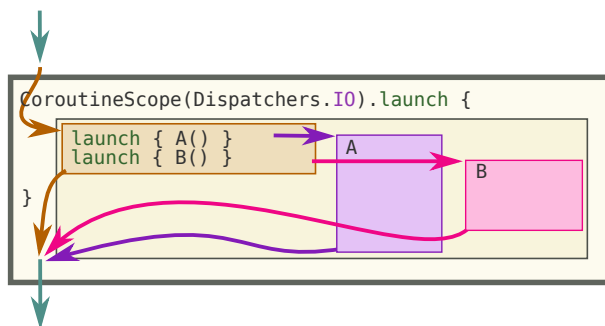 CoroutineScope(Dispatchers.IO).launch {
launch { A() }
launch { B() }
A
B
}